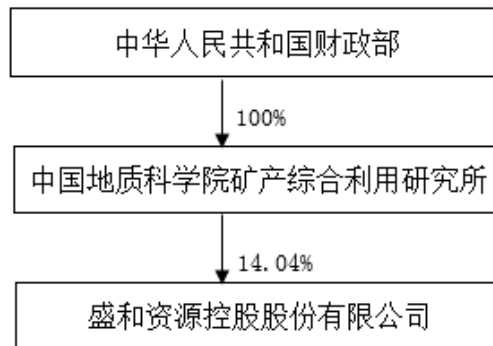 中华人民共和国财政部
100%
中国地质科学院矿产综合利用研究所
14.04%
盛和资源控股股份有限公司